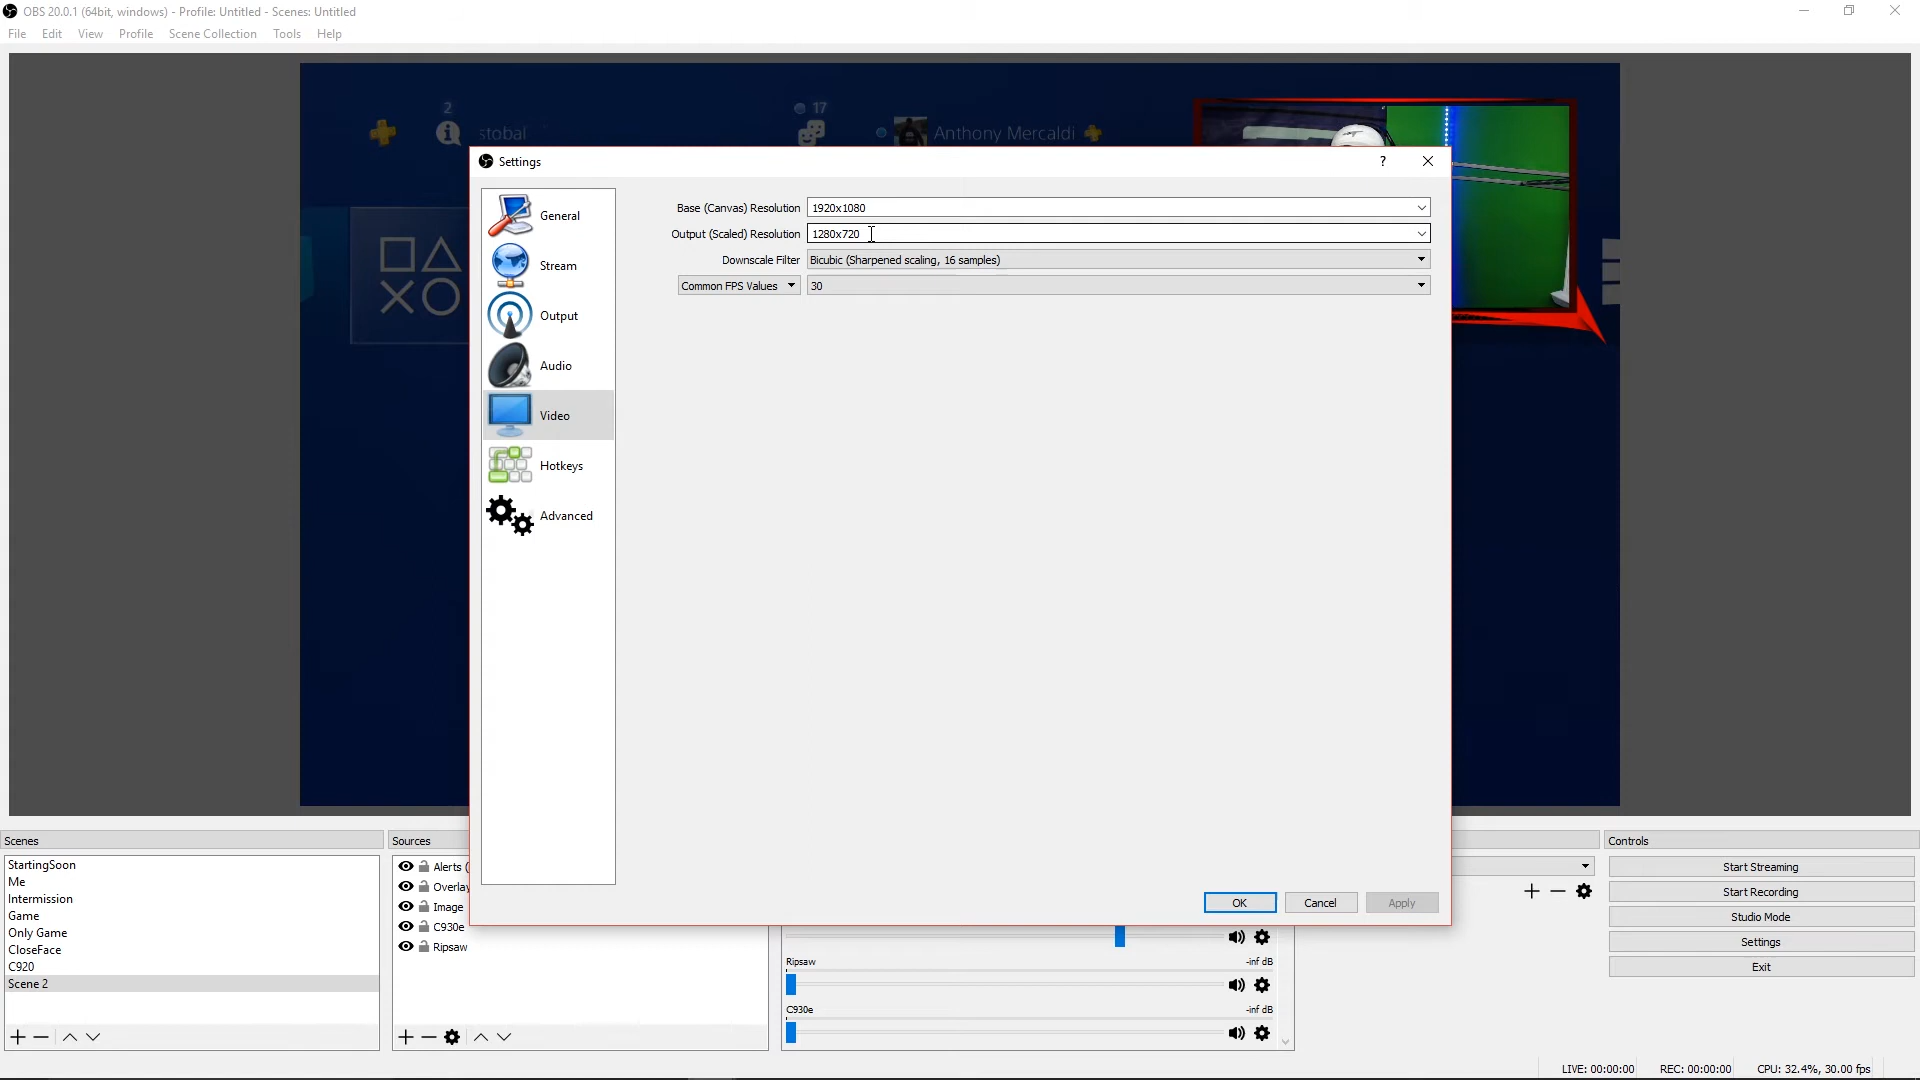 OBS 20.0.1 (64bit, windows) - Profile: Untitled - Scenes: Untitled
File Edit View Profile Scene Collection Tools Help
2
17
stobal
Anthony Mercaldi
Settings
?
General
Stream
Output
Audio
Video
Hotkeys
Advanced
Base (Canvas) Resolution 1920x1080
Output (Scaled) Resolution 1280x720
Downscale Filter Bicubic (Sharpened scaling, 16 samples)
Common FPS Values 30
OK Cancel Apply
Scenes
StartingSoon
Me
Intermission
Game
Only Game
CloseFace
C920
Scene 2
Sources
Alerts (
Overlay
Image
C930e
Ripsaw
Ripsaw -inf dB
C930e -inf dB
Controls
Start Streaming
Start Recording
Studio Mode
Settings
Exit
LIVE: 00:00:00 REC: 00:00:00 CPU: 32.4%, 30.00 fps